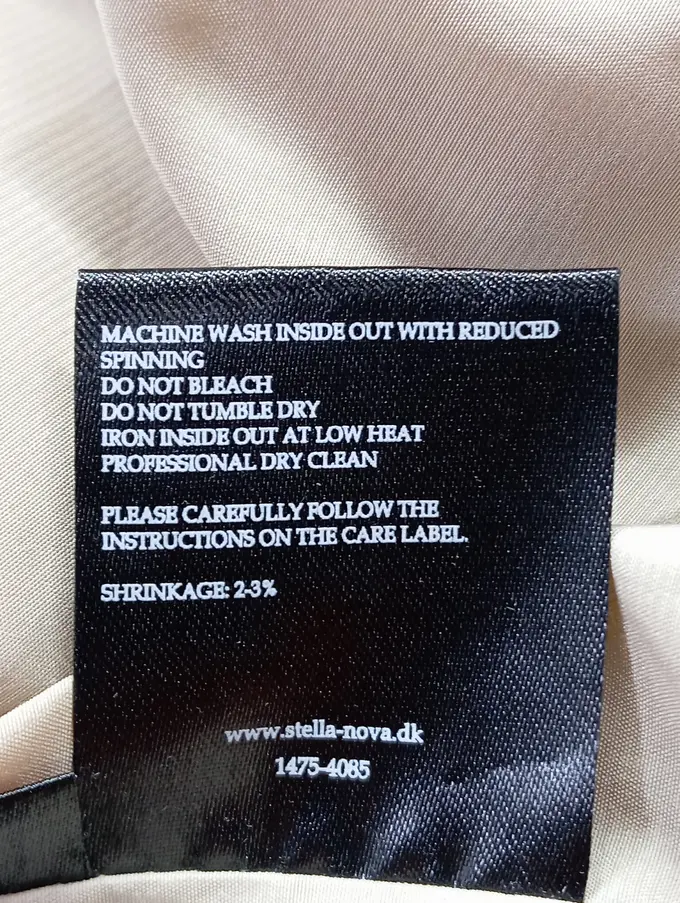 MACHINE WASH INSIDE OUT WITH REDUCED
SPINNING
DO NOT BLEACH
DO NOT TUMBLE DRY
IRON INSIDE OUT AT LOW HEAT
PROFESSIONAL DRY CLEAN
PLEASE CAREFULLY FOLLOW THE
INSTRUCTIONS ON THE CARE LABEL.
SHRINKAGE: 2-3%
www.stella-nova.dk
1475-4085